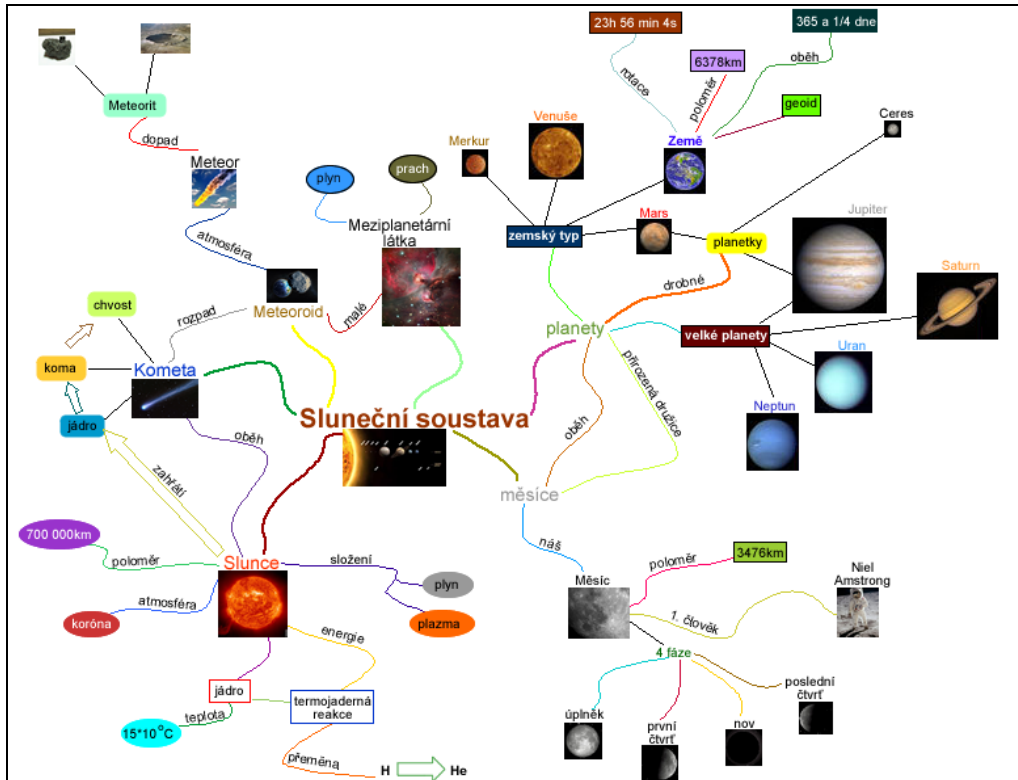 23h 56 min 4s
365 a 1/4 dne
rotace
6378km
poloměr
oběh
geoid
Země
Venuše
Merkur
Ceres
Mars
zemský typ
planetky
Jupiter
Saturn
drobné
velké planety
Uran
Neptun
planety
přirozená družice
oběh
Meteorit
dopad
Meteor
atmosféra
plyn
prach
Meziplanetární
látka
malé
Meteoroid
rozpad
chvost
koma
Kometa
jádro
oběh
zahřátí
Sluneční soustava
měsíce
náš
700 000km
poloměr
Slunce
složení
plyn
plazma
atmosféra
koróna
energie
jádro
termojaderná
reakce
teplota
15*10°C
přeměna
H
He
Měsíc
poloměr
3476km
1. člověk
Niel
Amstrong
4 fáze
úplněk
první
čtvrť
nov
poslední
čtvrť